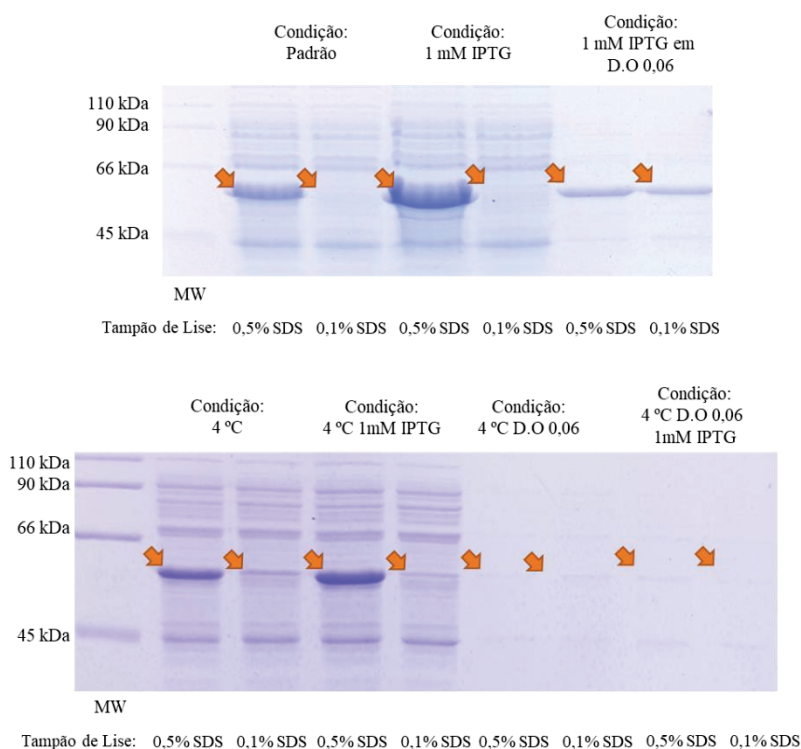 Condição:
Padrão
Condição:
1 mM IPTG
Condição:
1 mM IPTG em
D.O 0,06
110 kDa
90 kDa
66 kDa
45 kDa
MW
Tampão de Lise: 0,5% SDS 0,1% SDS 0,5% SDS 0,1% SDS 0,5% SDS 0,1% SDS
Condição:
4 ºC
Condição:
4 ºC 1mM IPTG
Condição:
4 ºC D.O 0,06
Condição:
4 ºC D.O 0,06
1mM IPTG
110 kDa
90 kDa
66 kDa
45 kDa
MW
Tampão de Lise: 0,5% SDS 0,1% SDS 0,5% SDS 0,1% SDS 0,5% SDS 0,1% SDS 0,5% SDS 0,1% SDS